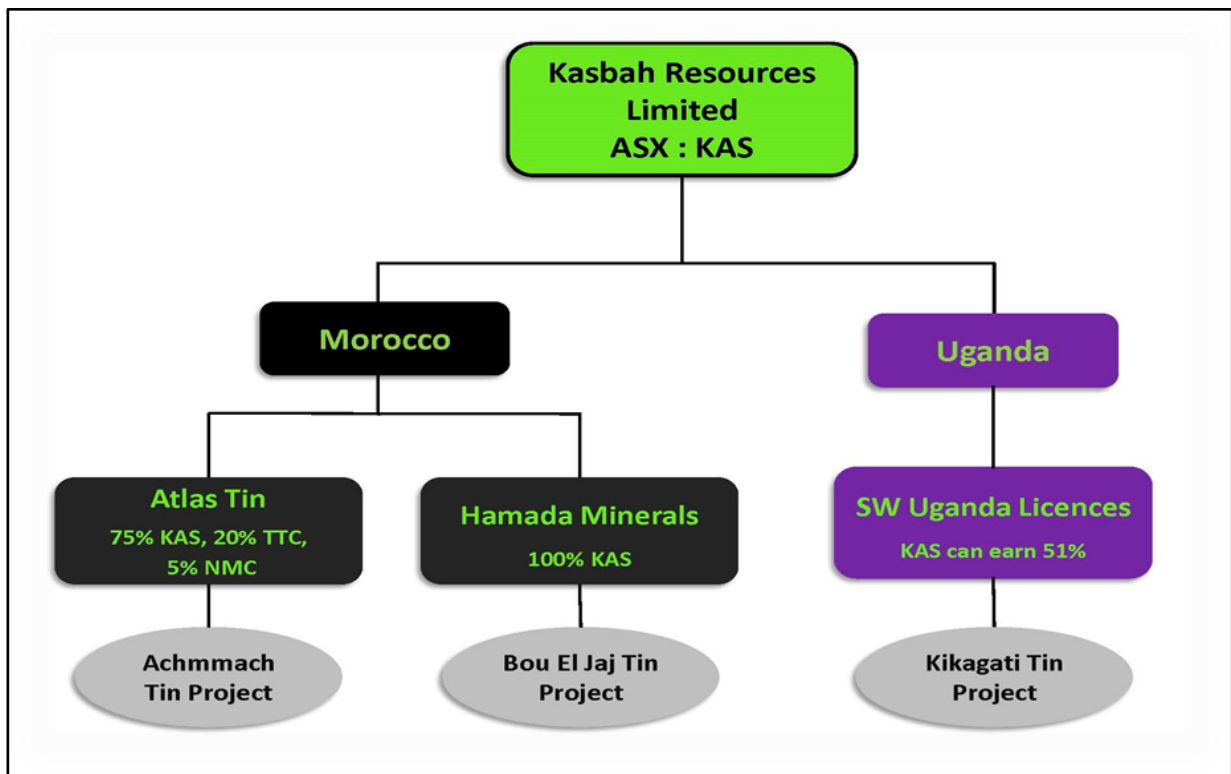 Kasbah Resources
Limited
ASX : KAS
Morocco
Uganda
Atlas Tin
75% KAS, 20% TTC,
5% NMC
Hamada Minerals
100% KAS
SW Uganda Licences
KAS can earn 51%
Achmmach
Tin Project
Bou El Jaj Tin
Project
Kikagati Tin
Project